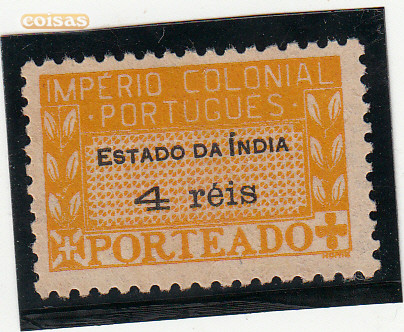 coisas
IMPÉRIO COLONIAL
· PORTUGUÊS ·
ESTADO DA ÍNDIA
4 réis
PORTEADO